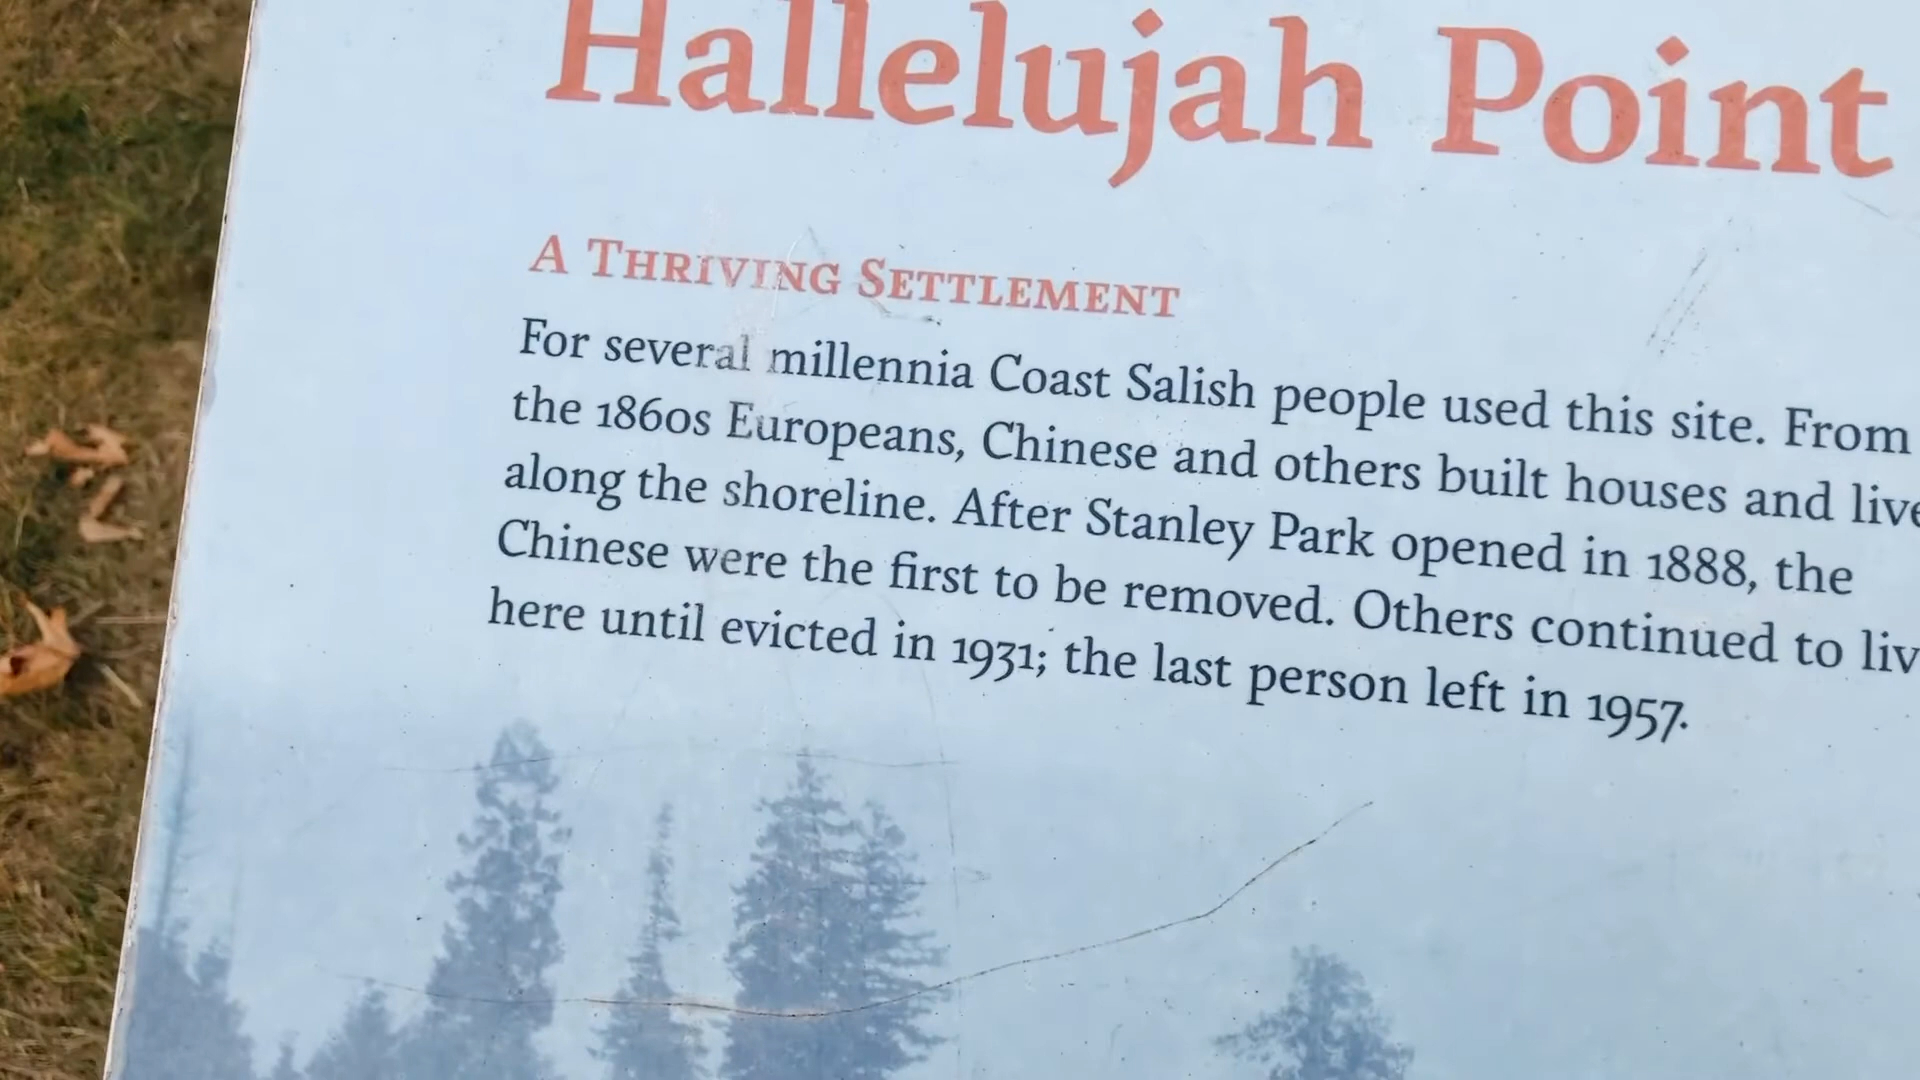 Hallelujah Point
A Thriving Settlement
For several millennia Coast Salish people used this site. From
the 1860s Europeans, Chinese and others built houses and live
along the shoreline. After Stanley Park opened in 1888, the
Chinese were the first to be removed. Others continued to liv
here until evicted in 1931; the last person left in 1957.